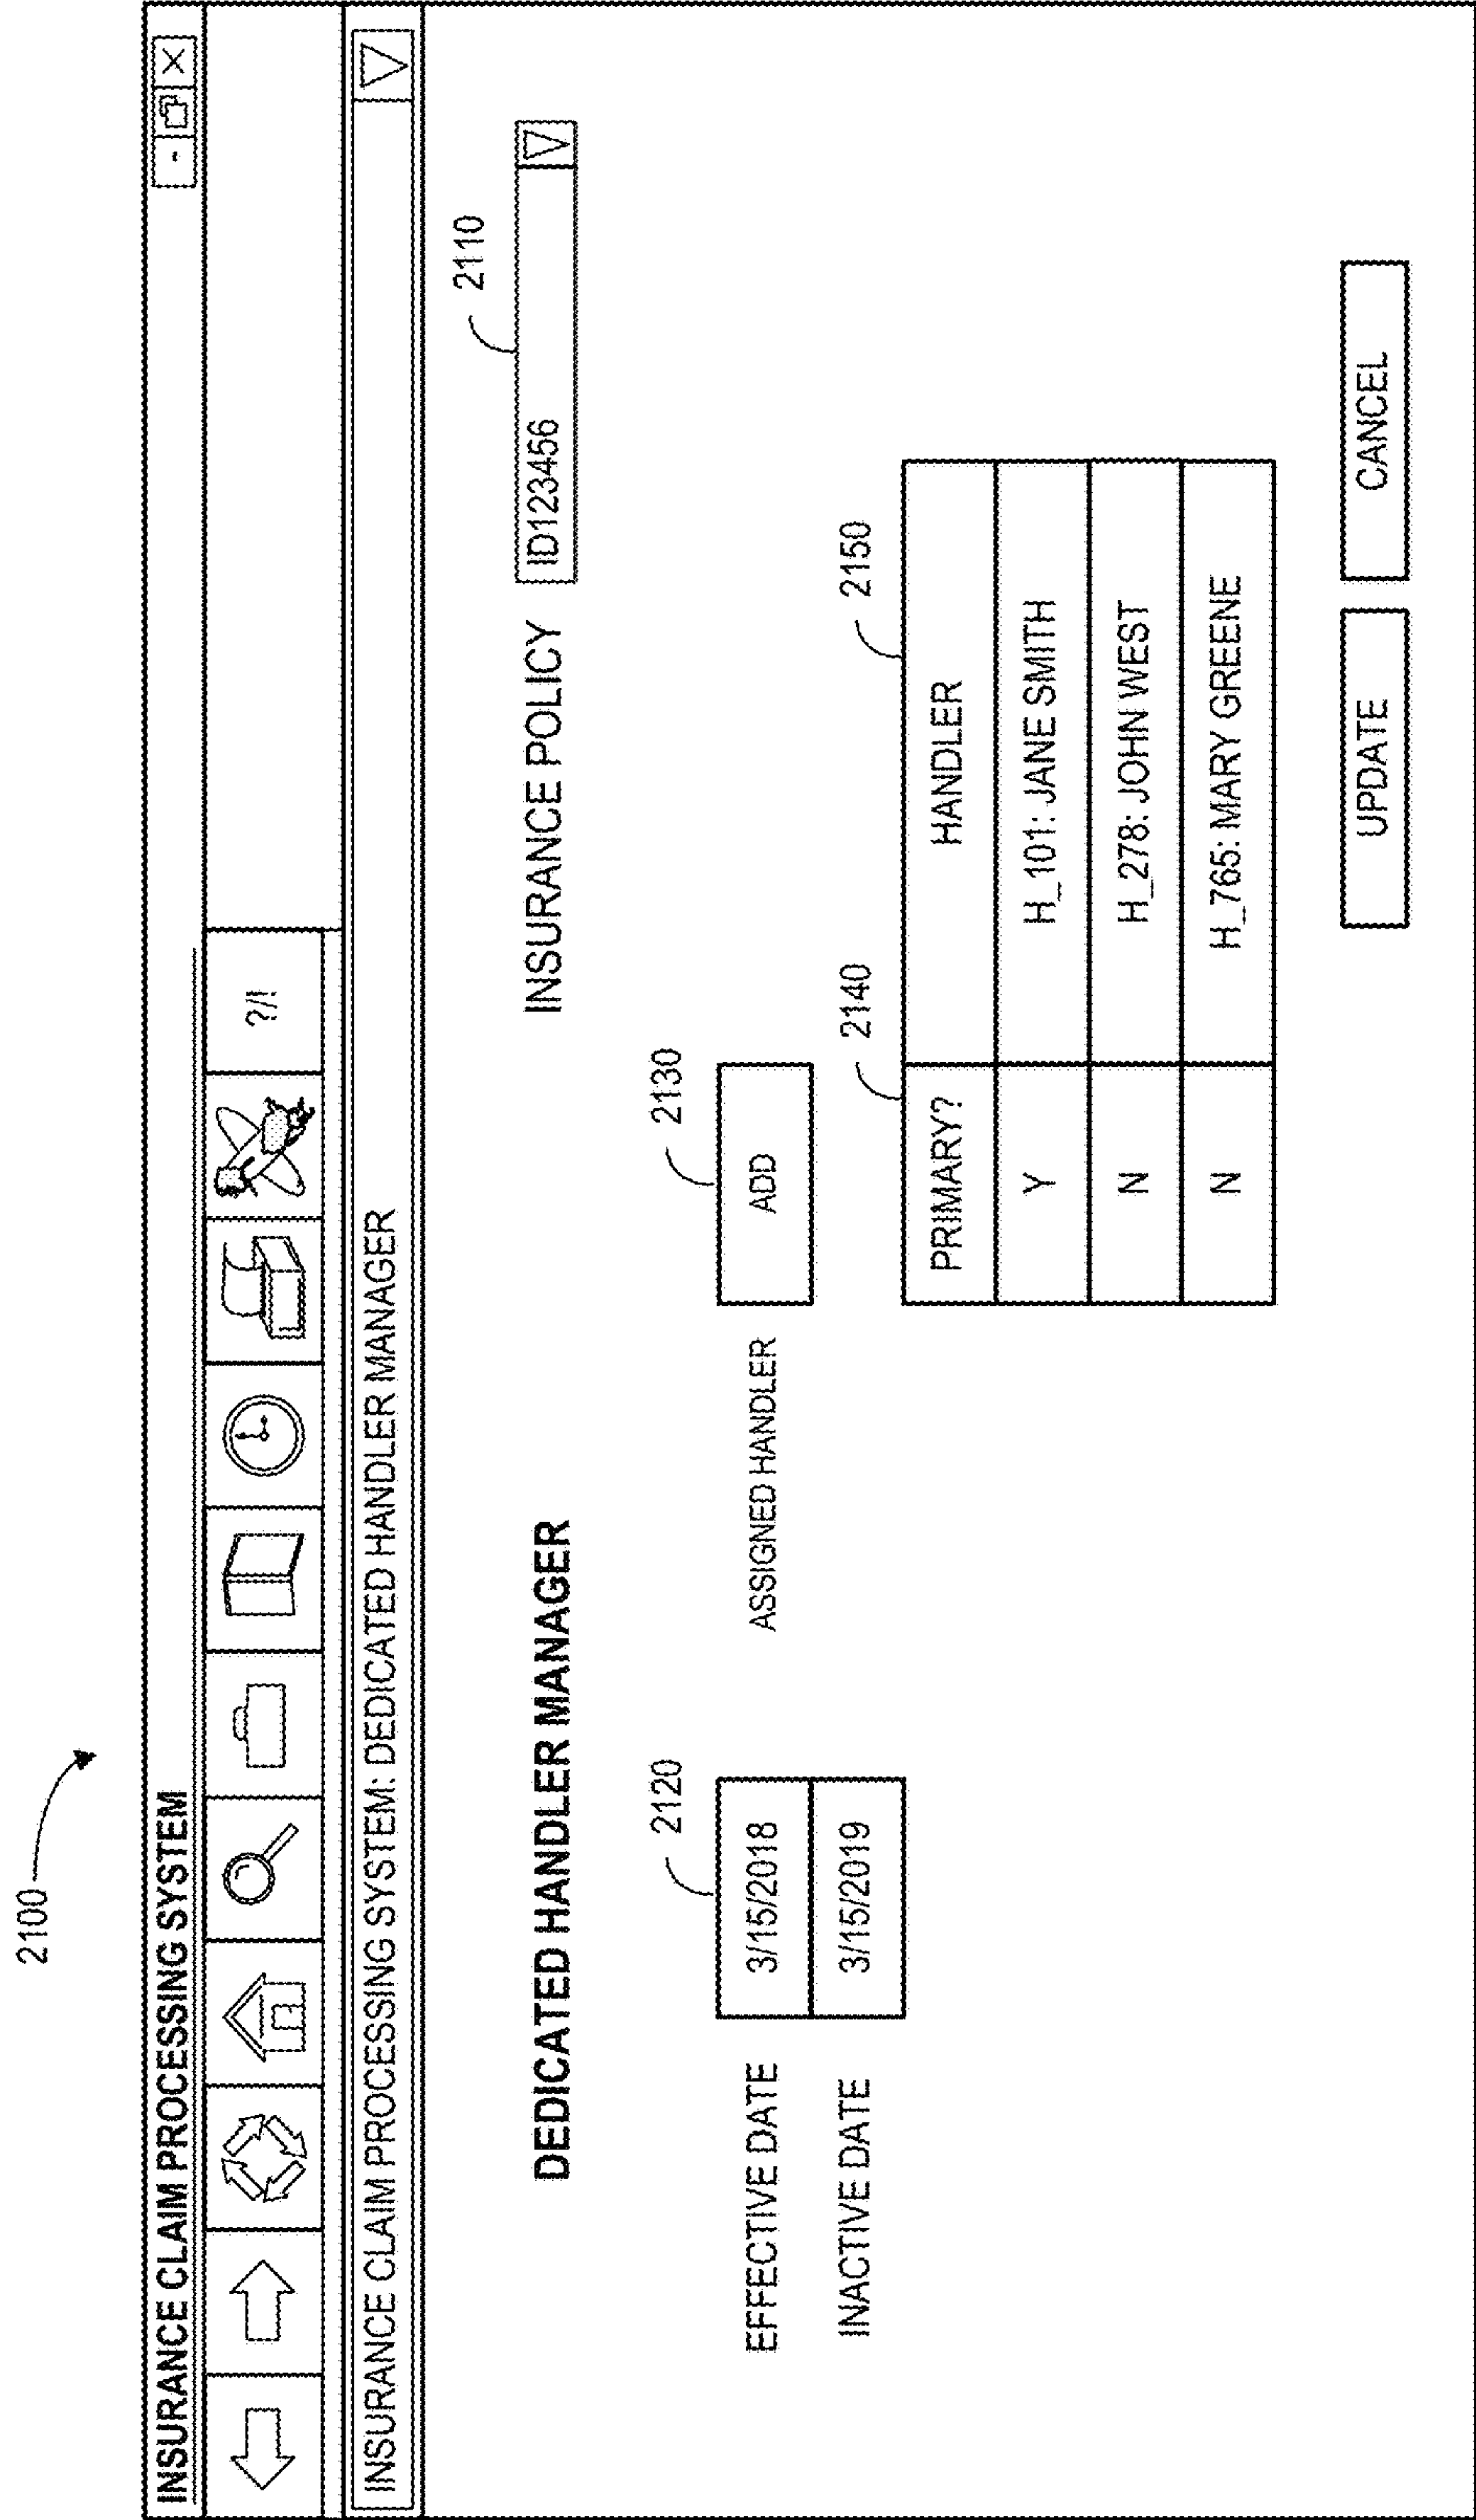 2100
INSURANCE CLAIM PROCESSING SYSTEM
- X
?/!
INSURANCE CLAIM PROCESSING SYSTEM: DEDICATED HANDLER MANAGER
2110
DEDICATED HANDLER MANAGER
INSURANCE POLICY ID123456
2120
2130
EFFECTIVE DATE 3/15/2018
ASSIGNED HANDLER ADD
INACTIVE DATE 3/15/2019
2140
2150
PRIMARY? HANDLER
Y H_101: JANE SMITH
N H_278: JOHN WEST
N H_765: MARY GREENE
UPDATE CANCEL